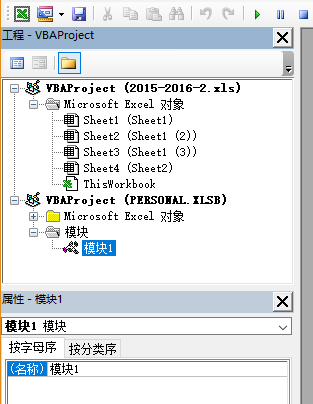 工程 - VBAProject
VBAProject (2015-2016-2.xls)
Microsoft Excel 对象
Sheet1 (Sheet1)
Sheet2 (Sheet1 (2))
Sheet3 (Sheet1 (3))
Sheet4 (Sheet2)
ThisWorkbook
VBAProject (PERSONAL.XLSB)
Microsoft Excel 对象
模块
模块1
属性 - 模块1
模块1 模块
按字母序 按分类序
(名称) 模块1